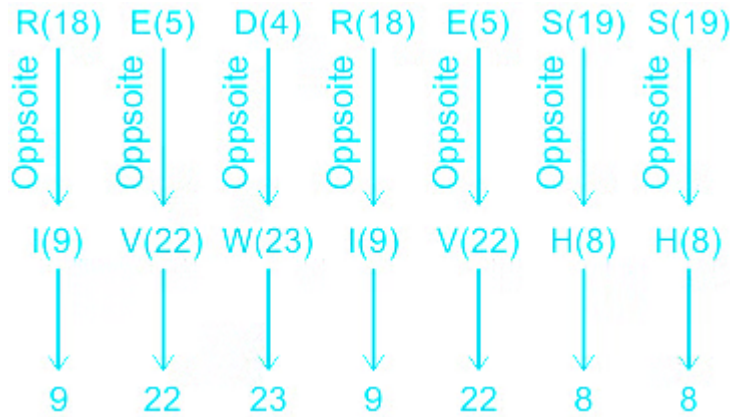 R(18) E(5) D(4) R(18) E(5) S(19) S(19)
Oppsoite Oppsoite Oppsoite Oppsoite Oppsoite Oppsoite Oppsoite
I(9) V(22) W(23) I(9) V(22) H(8) H(8)
9 22 23 9 22 8 8